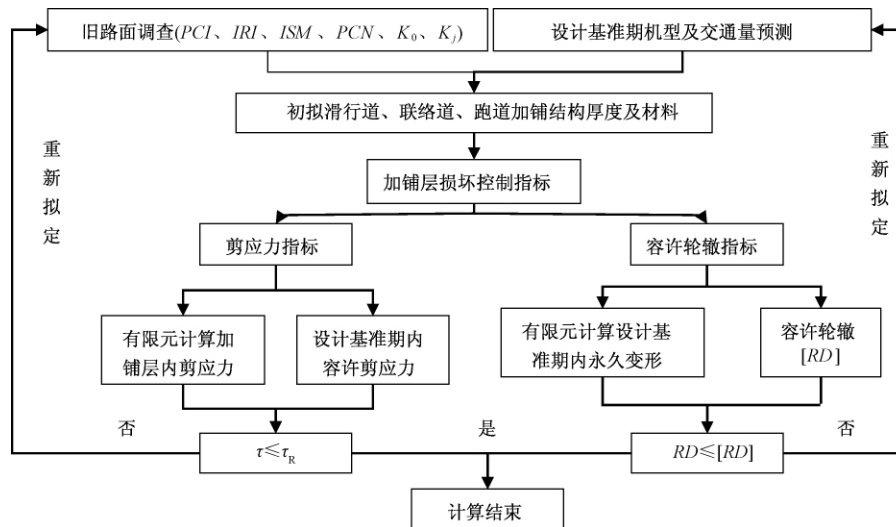 旧路面调查(PCI、IRI、ISM、PCN、K₀、Kⱼ)
设计基准期机型及交通量预测
初拟滑行道、联络道、跑道加铺结构厚度及材料
重新拟定
重新拟定
加铺层损坏控制指标
剪应力指标
容许轮辙指标
有限元计算加
铺层内剪应力
设计基准期内
容许剪应力
有限元计算设计基
准期内永久变形
容许轮辙
[RD]
否
是
否
τ≤τ_R
RD≤[RD]
计算结束